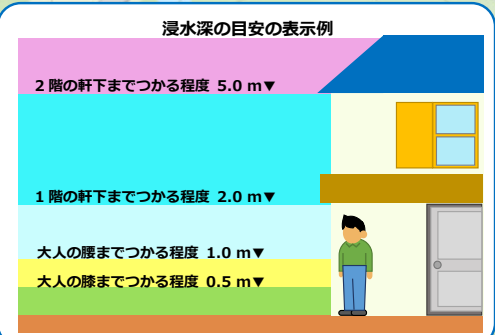 浸水深の目安の表示例
2階の軒下までつかる程度 5.0 m▼
1階の軒下までつかる程度 2.0 m▼
大人の腰までつかる程度 1.0 m▼
大人の膝までつかる程度 0.5 m▼